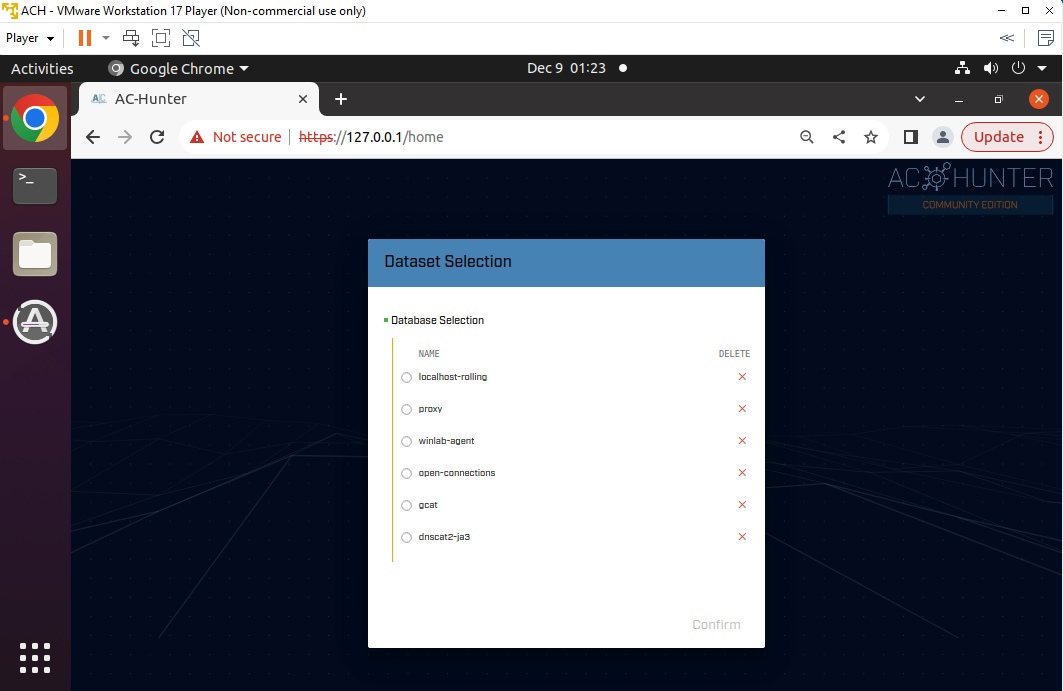 ACH - VMware Workstation 17 Player (Non-commercial use only)
Player
Activities
Google Chrome
Dec 9 01:23
AC-Hunter
Not secure
https://127.0.0.1/home
Update
AC HUNTER
COMMUNITY EDITION
Dataset Selection
Database Selection
NAME DELETE
localhost-rolling
proxy
winlab-agent
open-connections
gcat
dnscat2-ja3
Confirm